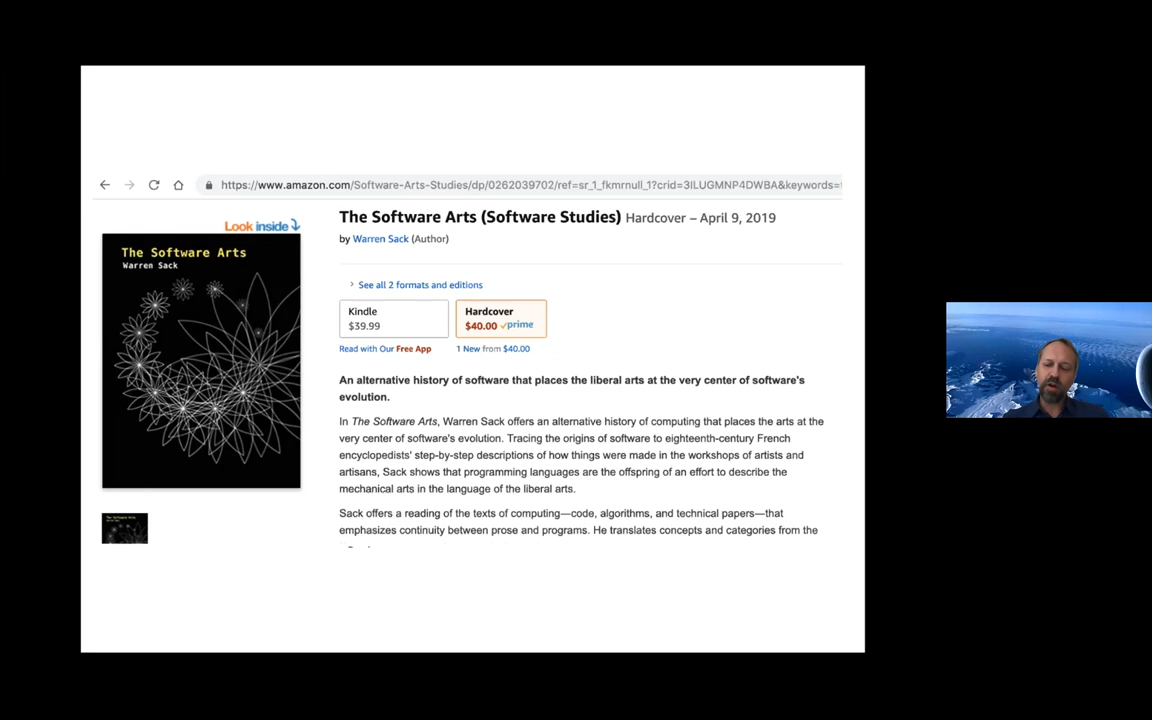 https://www.amazon.com/Software-Arts-Studies/dp/0262039702/ref=sr_1_fkmrnull_1?crid=3ILUGMNP4DWBA&keywords=
Look inside
The Software Arts
Warren Sack
The Software Arts (Software Studies) Hardcover – April 9, 2019
by Warren Sack (Author)
› See all 2 formats and editions
Kindle
$39.99
Hardcover
$40.00 prime
Read with Our Free App
1 New from $40.00
An alternative history of software that places the liberal arts at the very center of software's
evolution.
In The Software Arts, Warren Sack offers an alternative history of computing that places the arts at the
very center of software's evolution. Tracing the origins of software to eighteenth-century French
encyclopedists' step-by-step descriptions of how things were made in the workshops of artists and
artisans, Sack shows that programming languages are the offspring of an effort to describe the
mechanical arts in the language of the liberal arts.
Sack offers a reading of the texts of computing—code, algorithms, and technical papers—that
emphasizes continuity between prose and programs. He translates concepts and categories from the